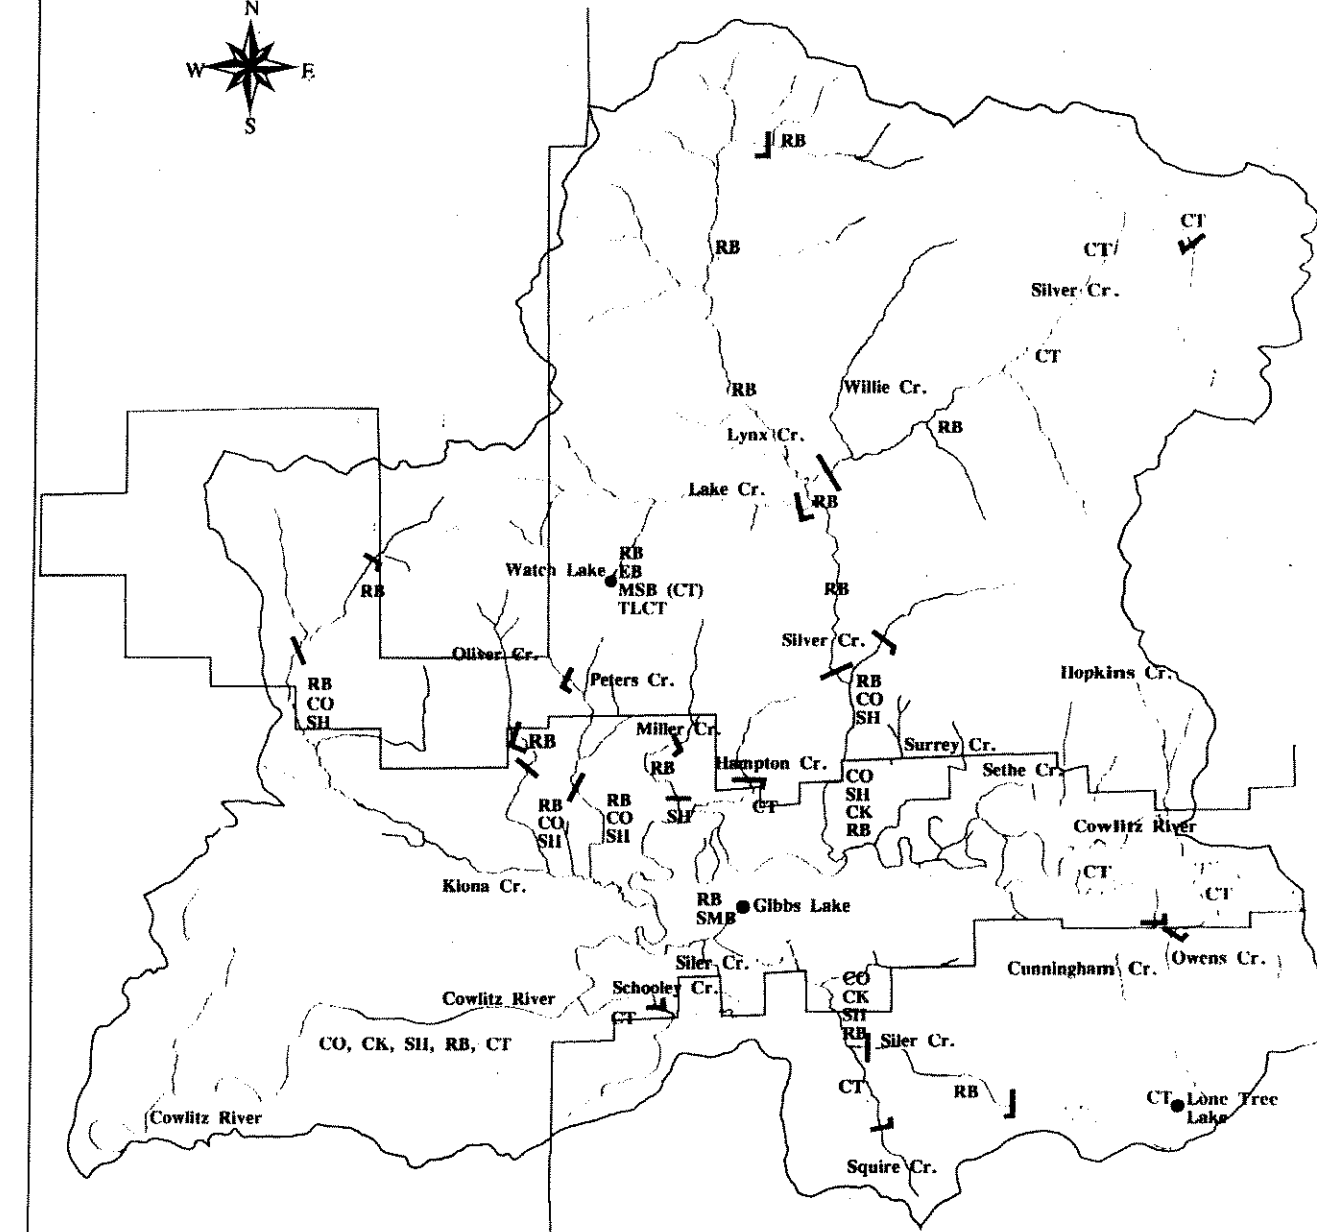 N
W E
S
RB
CT
RB
CT
Silver Cr.
CT
RB
Willie Cr.
RB
Lynx Cr.
Lake Cr.
RB
RB
Watch Lake EB
MSB (CT)
TLCT
RB
RB
Silver Cr.
Oliver Cr.
Peters Cr.
Hopkins Cr.
RB
CO
SH
RB
CO
SH
Miller Cr.
RB
Surrey Cr.
Hampton Cr.
RB
Sethe Cr.
CO
SH
CK
RB
RB
CO
SH
RB
CO
SH
CT
SH
Cowlitz River
CT
CT
Kiona Cr.
RB
SMB
Gibbs Lake
Siler Cr.
Owens Cr.
Cunningham Cr.
CO
CK
SH
RB
Schooley Cr.
Cowlitz River
CT
CO, CK, SH, RB, CT
Siler Cr.
CT
RB
CT Lone Tree
Lake
Cowlitz River
Squire Cr.